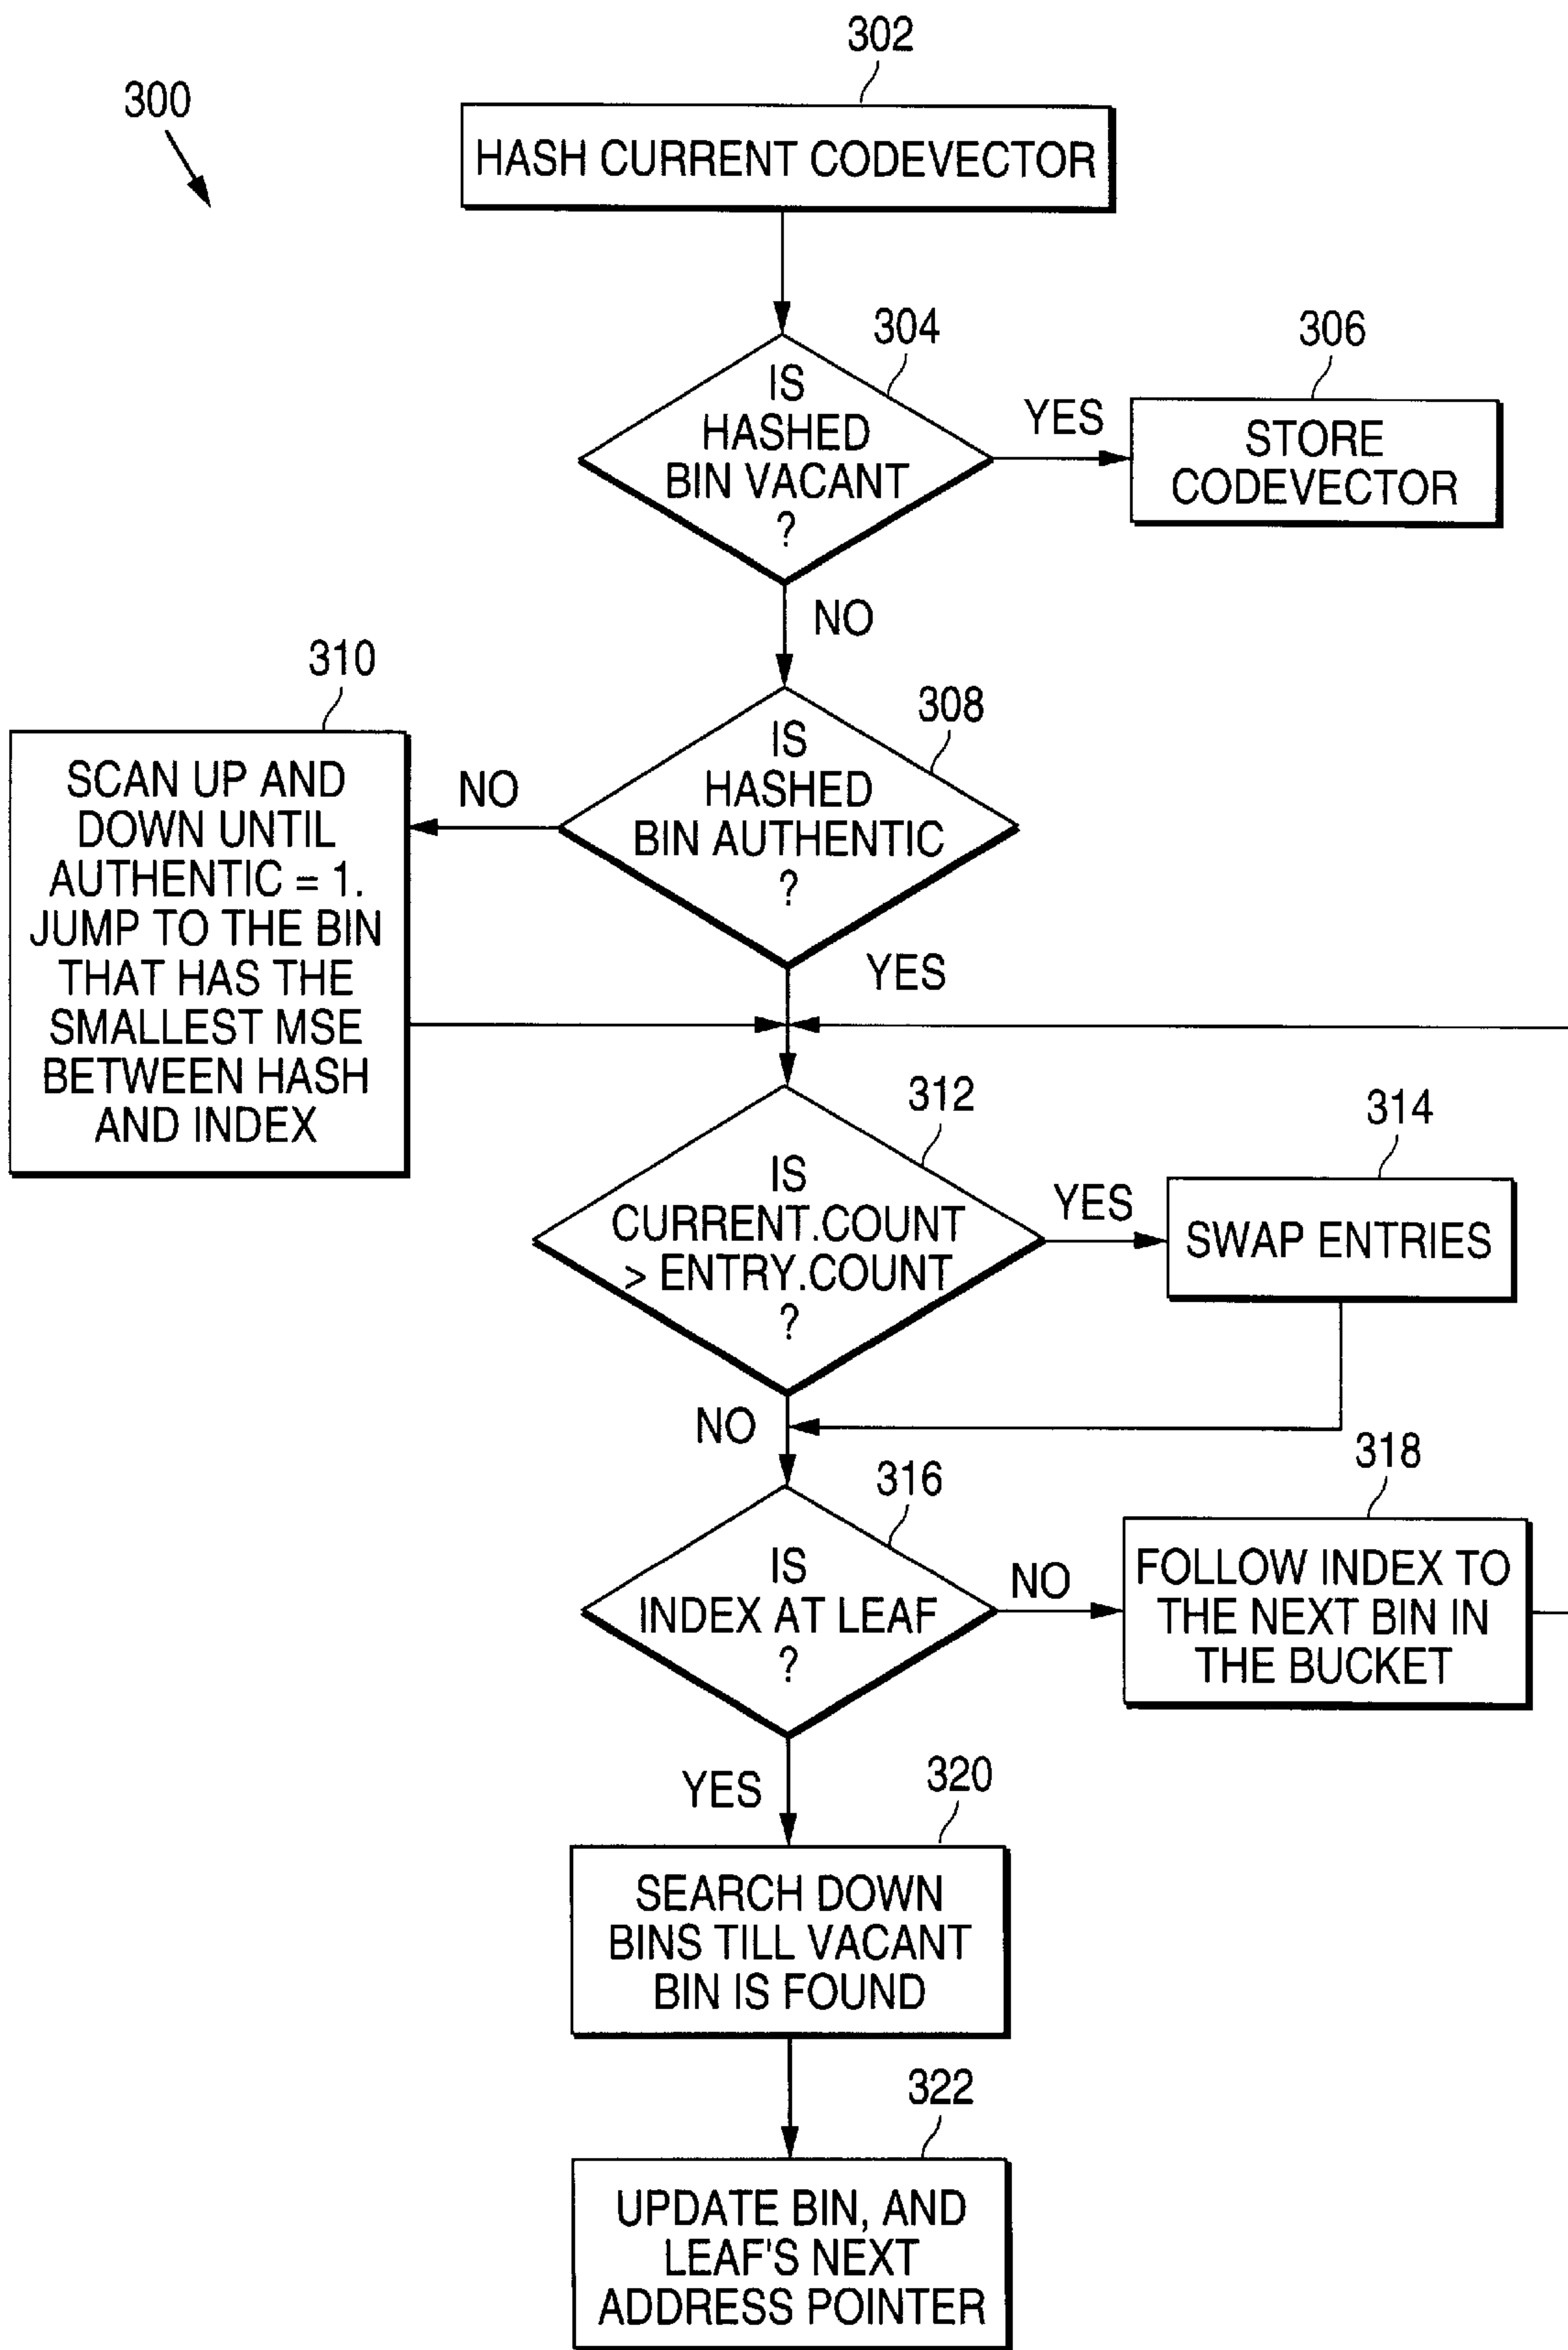 302
300
HASH CURRENT CODEVECTOR
304
306
IS
HASHED
BIN VACANT
?
YES
STORE
CODEVECTOR
NO
310
308
SCAN UP AND
DOWN UNTIL
AUTHENTIC = 1.
JUMP TO THE BIN
THAT HAS THE
SMALLEST MSE
BETWEEN HASH
AND INDEX
NO
IS
HASHED
BIN AUTHENTIC
?
YES
312
314
IS
CURRENT.COUNT
> ENTRY.COUNT
?
YES
SWAP ENTRIES
NO
316
318
IS
INDEX AT LEAF
?
NO
FOLLOW INDEX TO
THE NEXT BIN IN
THE BUCKET
YES
320
SEARCH DOWN
BINS TILL VACANT
BIN IS FOUND
322
UPDATE BIN, AND
LEAF'S NEXT
ADDRESS POINTER